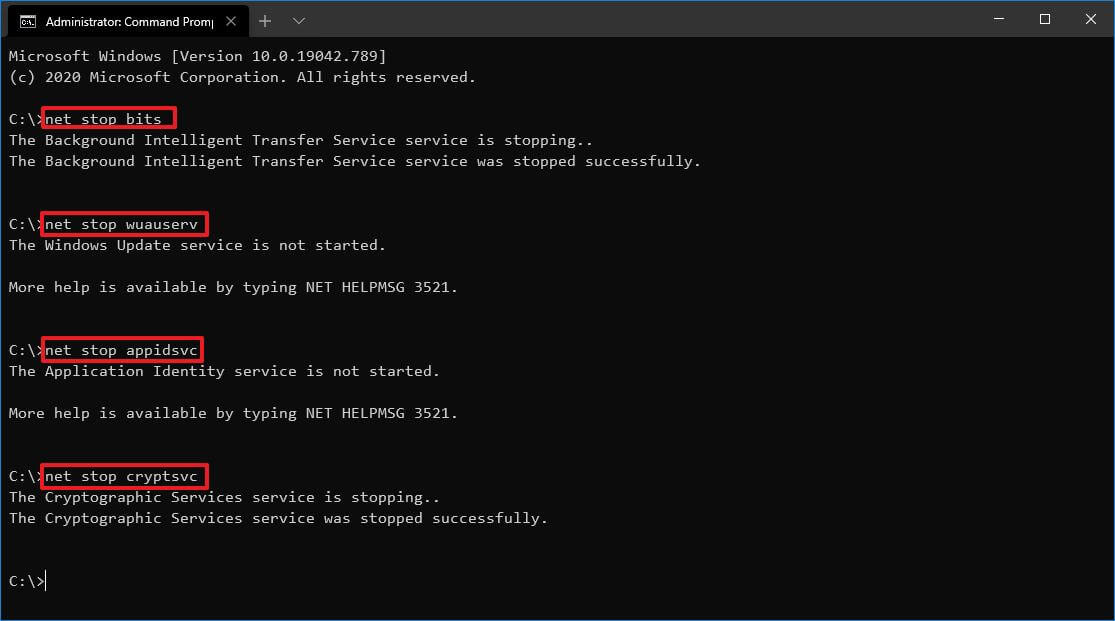 Administrator: Command Promp
Microsoft Windows [Version 10.0.19042.789]
(c) 2020 Microsoft Corporation. All rights reserved.
C:\>net stop bits
The Background Intelligent Transfer Service service is stopping..
The Background Intelligent Transfer Service service was stopped successfully.
C:\>net stop wuauserv
The Windows Update service is not started.
More help is available by typing NET HELPMSG 3521.
C:\>net stop appidsvc
The Application Identity service is not started.
More help is available by typing NET HELPMSG 3521.
C:\>net stop cryptsvc
The Cryptographic Services service is stopping..
The Cryptographic Services service was stopped successfully.
C:\>